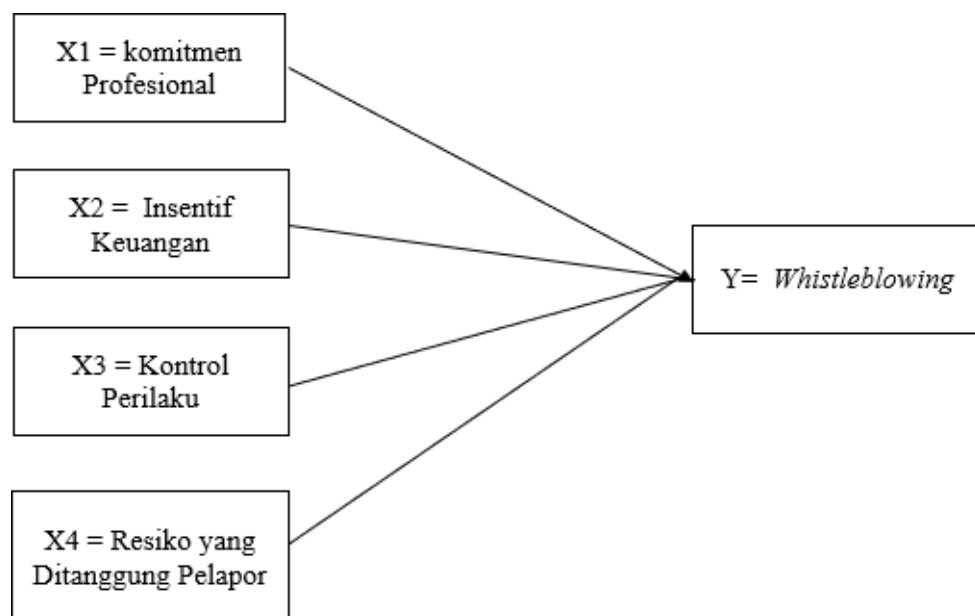 X1 = komitmen
Profesional
X2 = Insentif
Keuangan
X3 = Kontrol
Perilaku
X4 = Resiko yang
Ditanggung Pelapor
Y= Whistleblowing